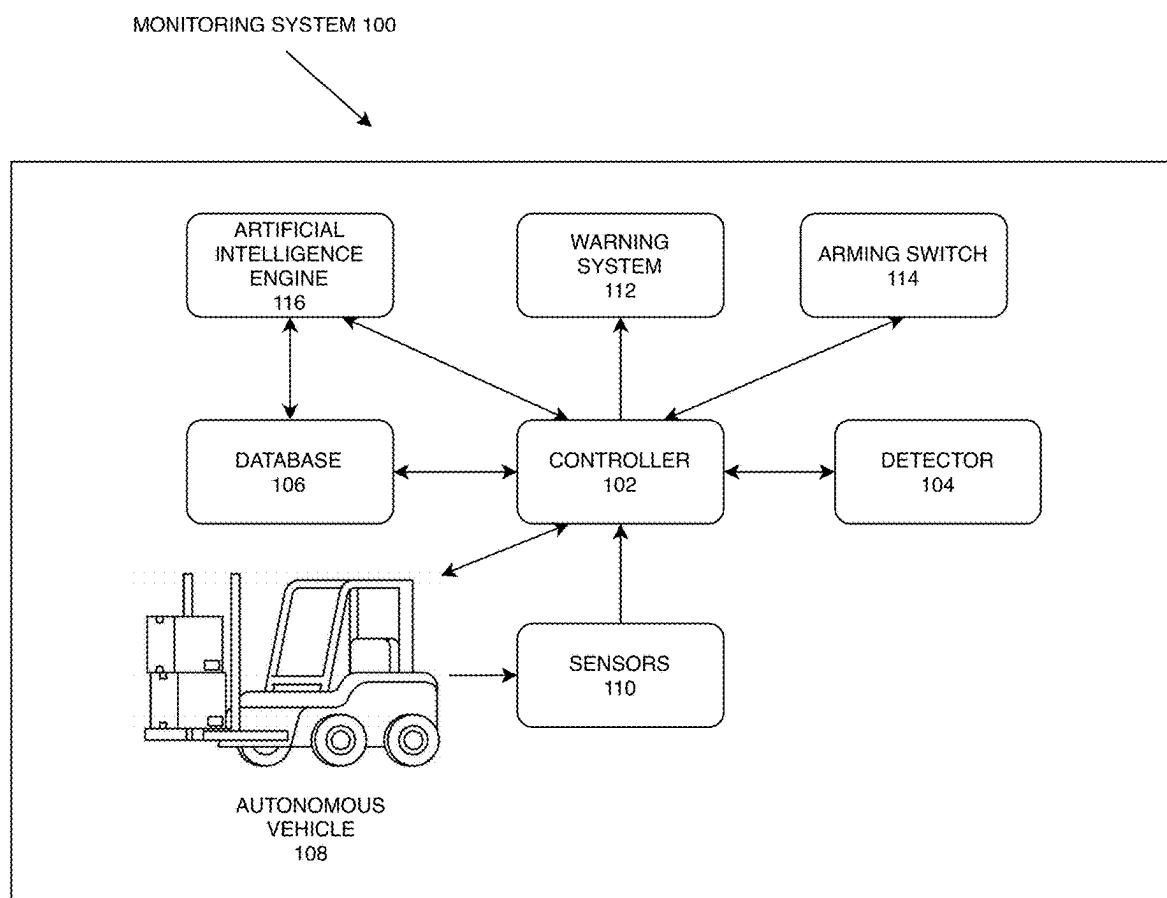 MONITORING SYSTEM 100
ARTIFICIAL
INTELLIGENCE
ENGINE
116
WARNING
SYSTEM
112
ARMING SWITCH
114
DATABASE
106
CONTROLLER
102
DETECTOR
104
SENSORS
110
AUTONOMOUS
VEHICLE
108